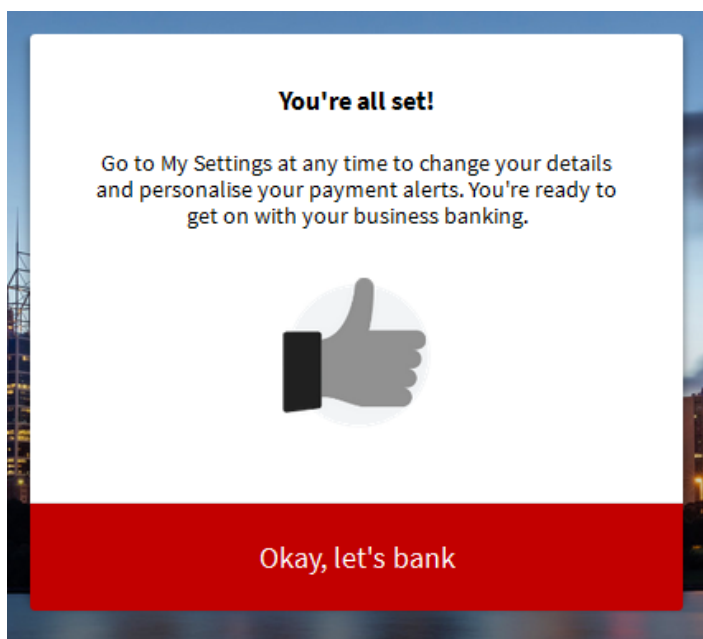 You're all set!
Go to My Settings at any time to change your details
and personalise your payment alerts. You're ready to
get on with your business banking.
Okay, let's bank